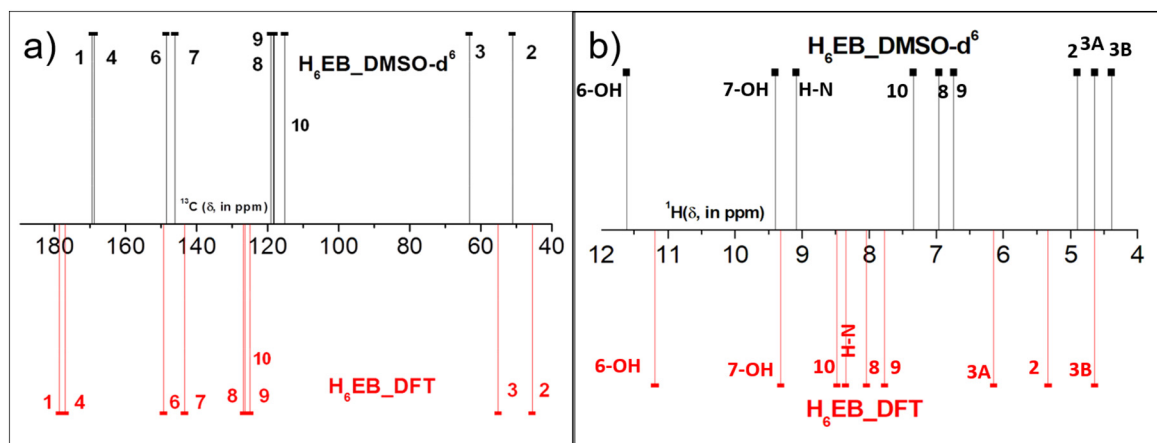 a)
1 4 6 7 9 8 H₆EB_DMSO-d⁶ 3 2
10
¹³C (δ, in ppm)
180 160 140 120 100 80 60 40
10
1 4 6 7 8 9 H₆EB_DFT 3 2
b)
H₆EB_DMSO-d⁶
6-OH 7-OH H-N 10 8 9 2 3A 3B
¹H(δ, in ppm)
12 11 10 9 8 7 6 5 4
6-OH 7-OH 10 H-N 8 9 3A 2 3B
H₆EB_DFT